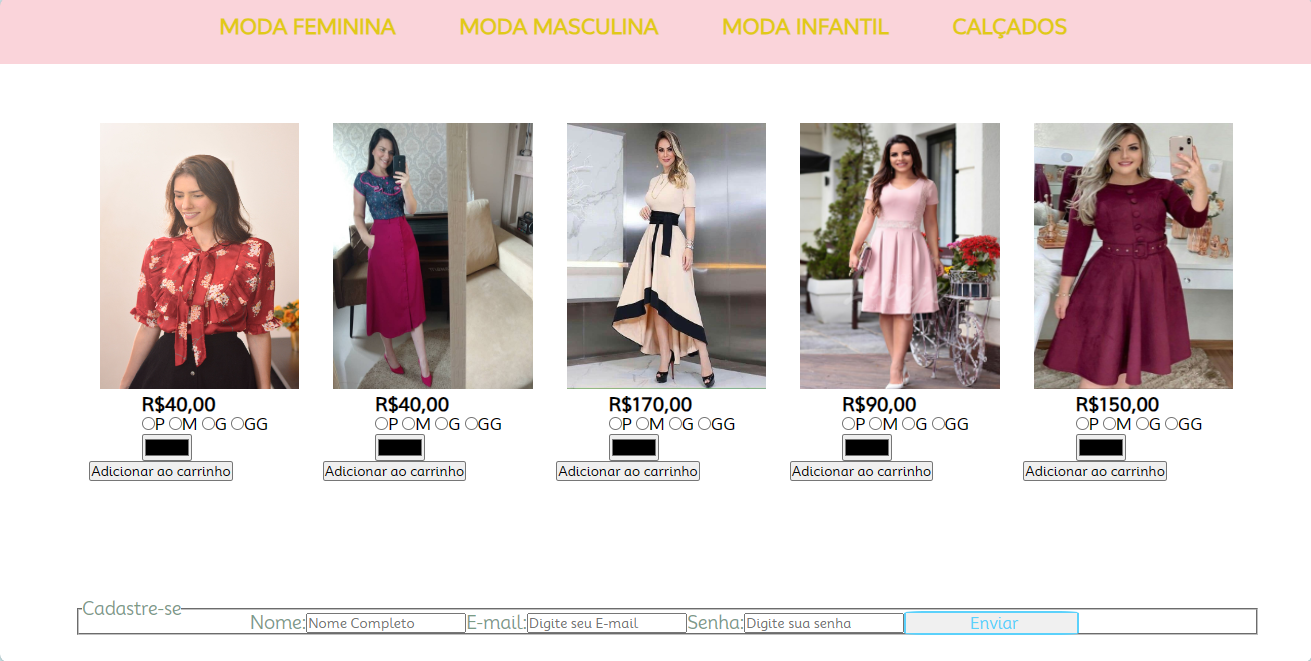 MODA FEMININA MODA MASCULINA MODA INFANTIL CALÇADOS
R$40,00 R$40,00 R$170,00 R$90,00 R$150,00
P M G GG P M G GG P M G GG P M G GG P M G GG
Adicionar ao carrinho Adicionar ao carrinho Adicionar ao carrinho Adicionar ao carrinho Adicionar ao carrinho
Cadastre-se
Nome: Nome Completo E-mail: Digite seu E-mail Senha: Digite sua senha Enviar